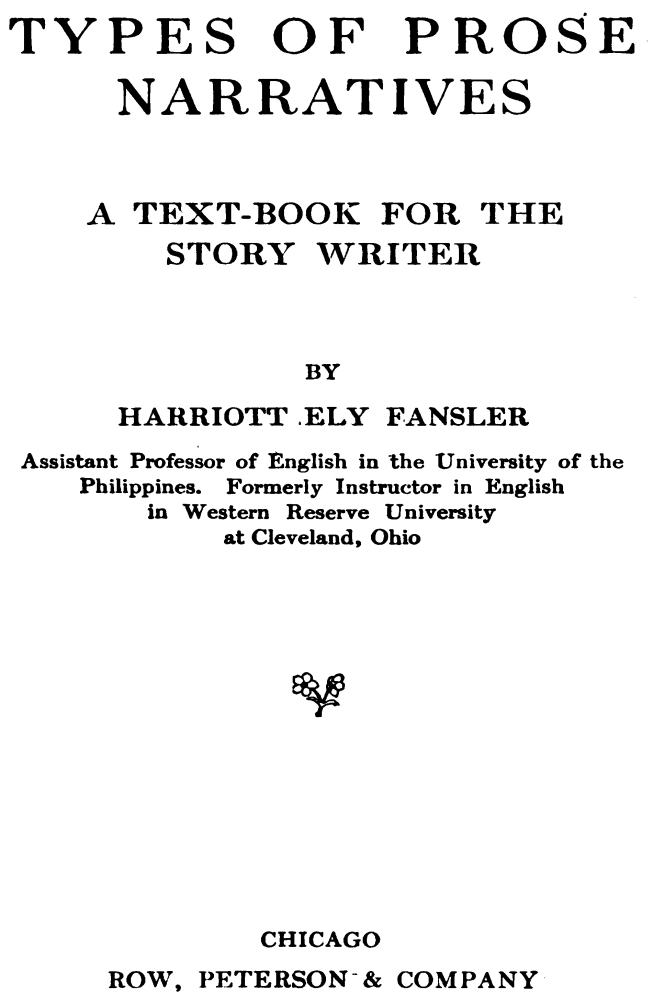 TYPES OF PROSE
NARRATIVES
A TEXT-BOOK FOR THE
STORY WRITER
BY
HARRIOTT ELY FANSLER
Assistant Professor of English in the University of the
Philippines. Formerly Instructor in English
in Western Reserve University
at Cleveland, Ohio
CHICAGO
ROW, PETERSON & COMPANY